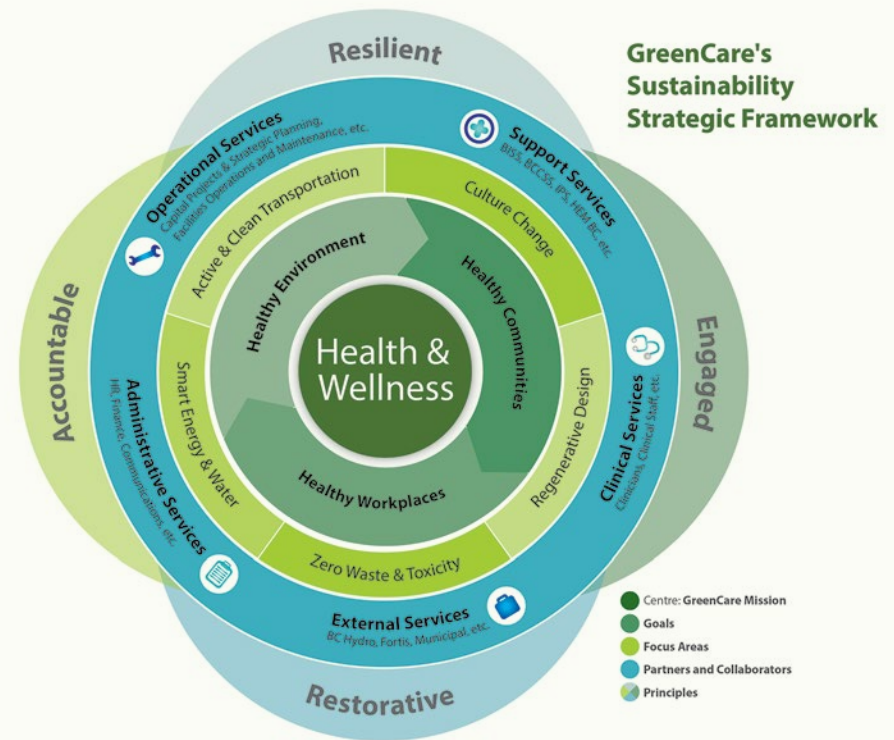 GreenCare's
Sustainability
Strategic Framework
Resilient
Engaged
Restorative
Accountable
Operational Services
Capital Projects & Strategic Planning,
Facilities Operations and Maintenance, etc.
Support Services
BISS, BCCSS, IPS, HEM BC, etc.
Clinical Services
Clinicians, Clinical Staff, etc.
External Services
BC Hydro, Fortis, Municipal, etc.
Administrative Services
HR, Finance, Communications, etc.
Active & Clean Transportation
Culture Change
Regenerative Design
Zero Waste & Toxicity
Smart Energy & Water
Healthy Environment
Healthy Communities
Healthy Workplaces
Health &
Wellness
Centre: GreenCare Mission
Goals
Focus Areas
Partners and Collaborators
Principles